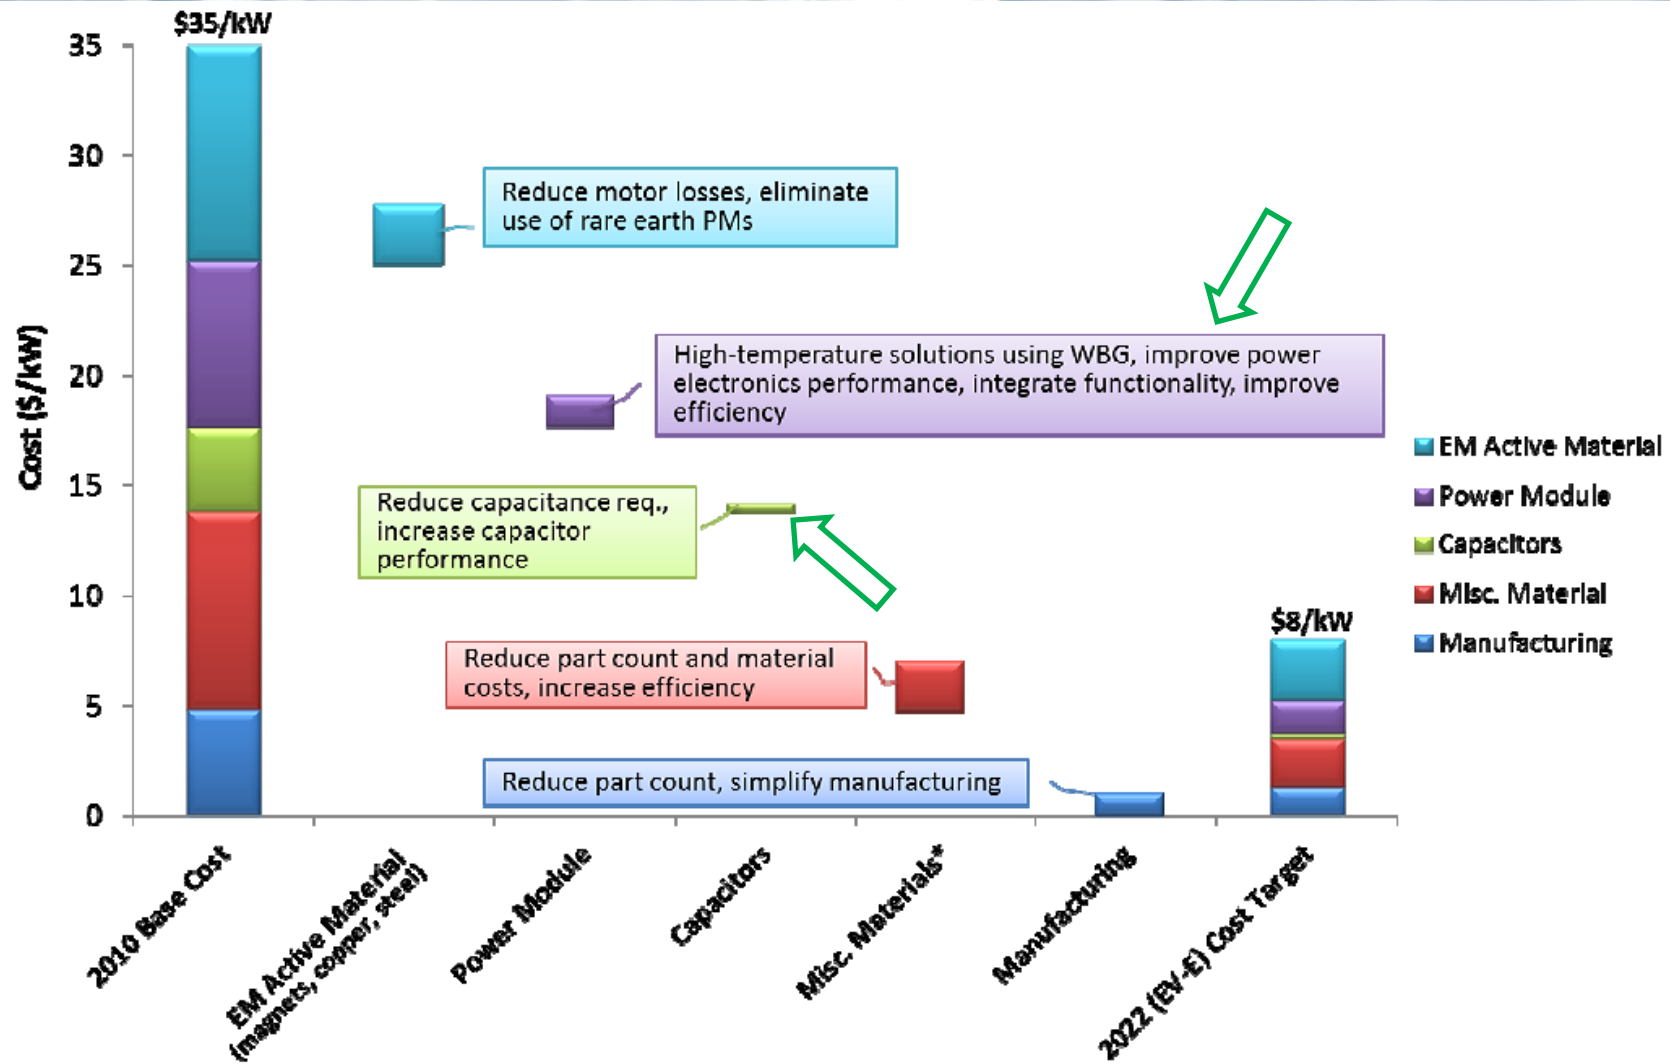 $35/kW
35
30
25
20
15
10
5
0
Cost ($/kW)
Reduce motor losses, eliminate
use of rare earth PMs
High-temperature solutions using WBG, improve power
electronics performance, integrate functionality, improve
efficiency
Reduce capacitance req.,
increase capacitor
performance
Reduce part count and material
costs, increase efficiency
Reduce part count, simplify manufacturing
$8/kW
EM Active Material
Power Module
Capacitors
Misc. Material
Manufacturing
2010 Base Cost
EM Active Material
(magnets, copper, steel)
Power Module
Capacitors
Misc. Materials*
Manufacturing
2022 (EV-E) Cost Target